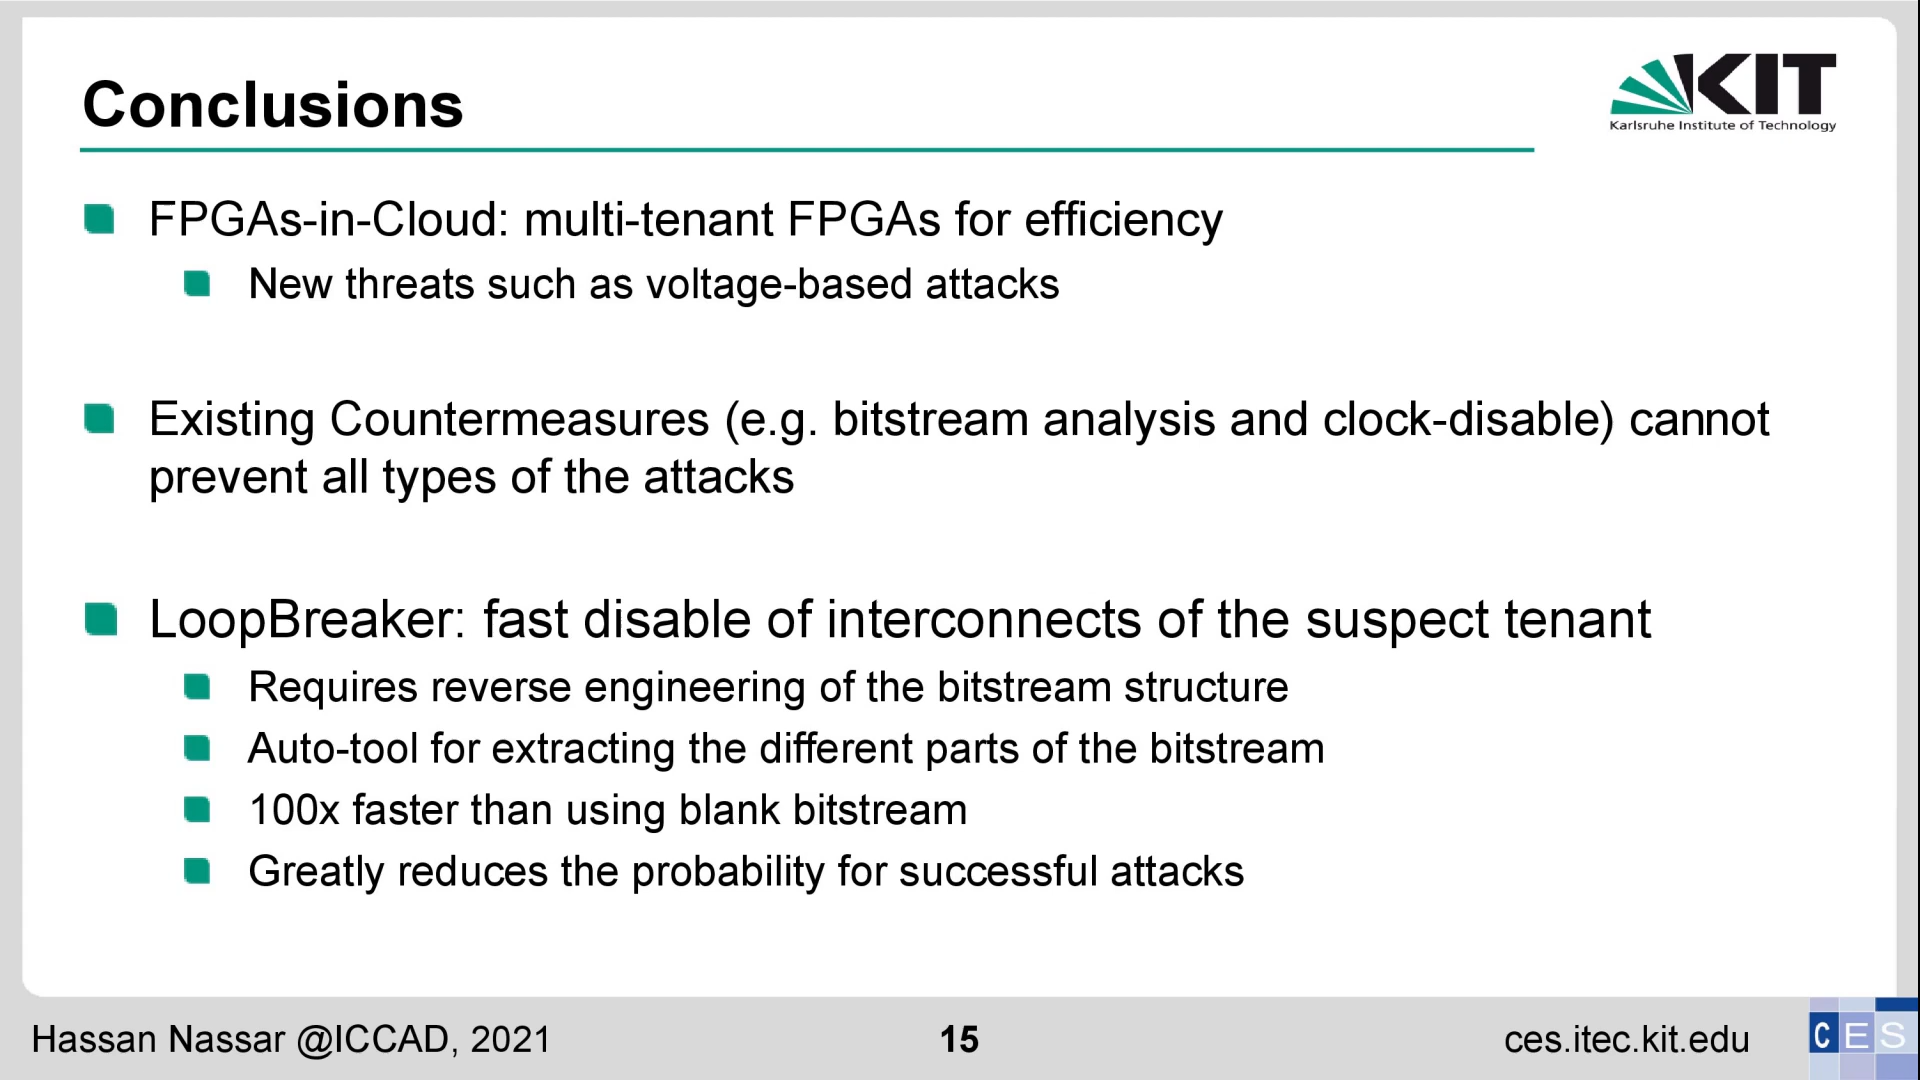 Conclusions
KIT
Karlsruhe Institute of Technology
FPGAs-in-Cloud: multi-tenant FPGAs for efficiency
New threats such as voltage-based attacks
Existing Countermeasures (e.g. bitstream analysis and clock-disable) cannot
prevent all types of the attacks
LoopBreaker: fast disable of interconnects of the suspect tenant
Requires reverse engineering of the bitstream structure
Auto-tool for extracting the different parts of the bitstream
100x faster than using blank bitstream
Greatly reduces the probability for successful attacks
Hassan Nassar @ICCAD, 2021
15
ces.itec.kit.edu
CES